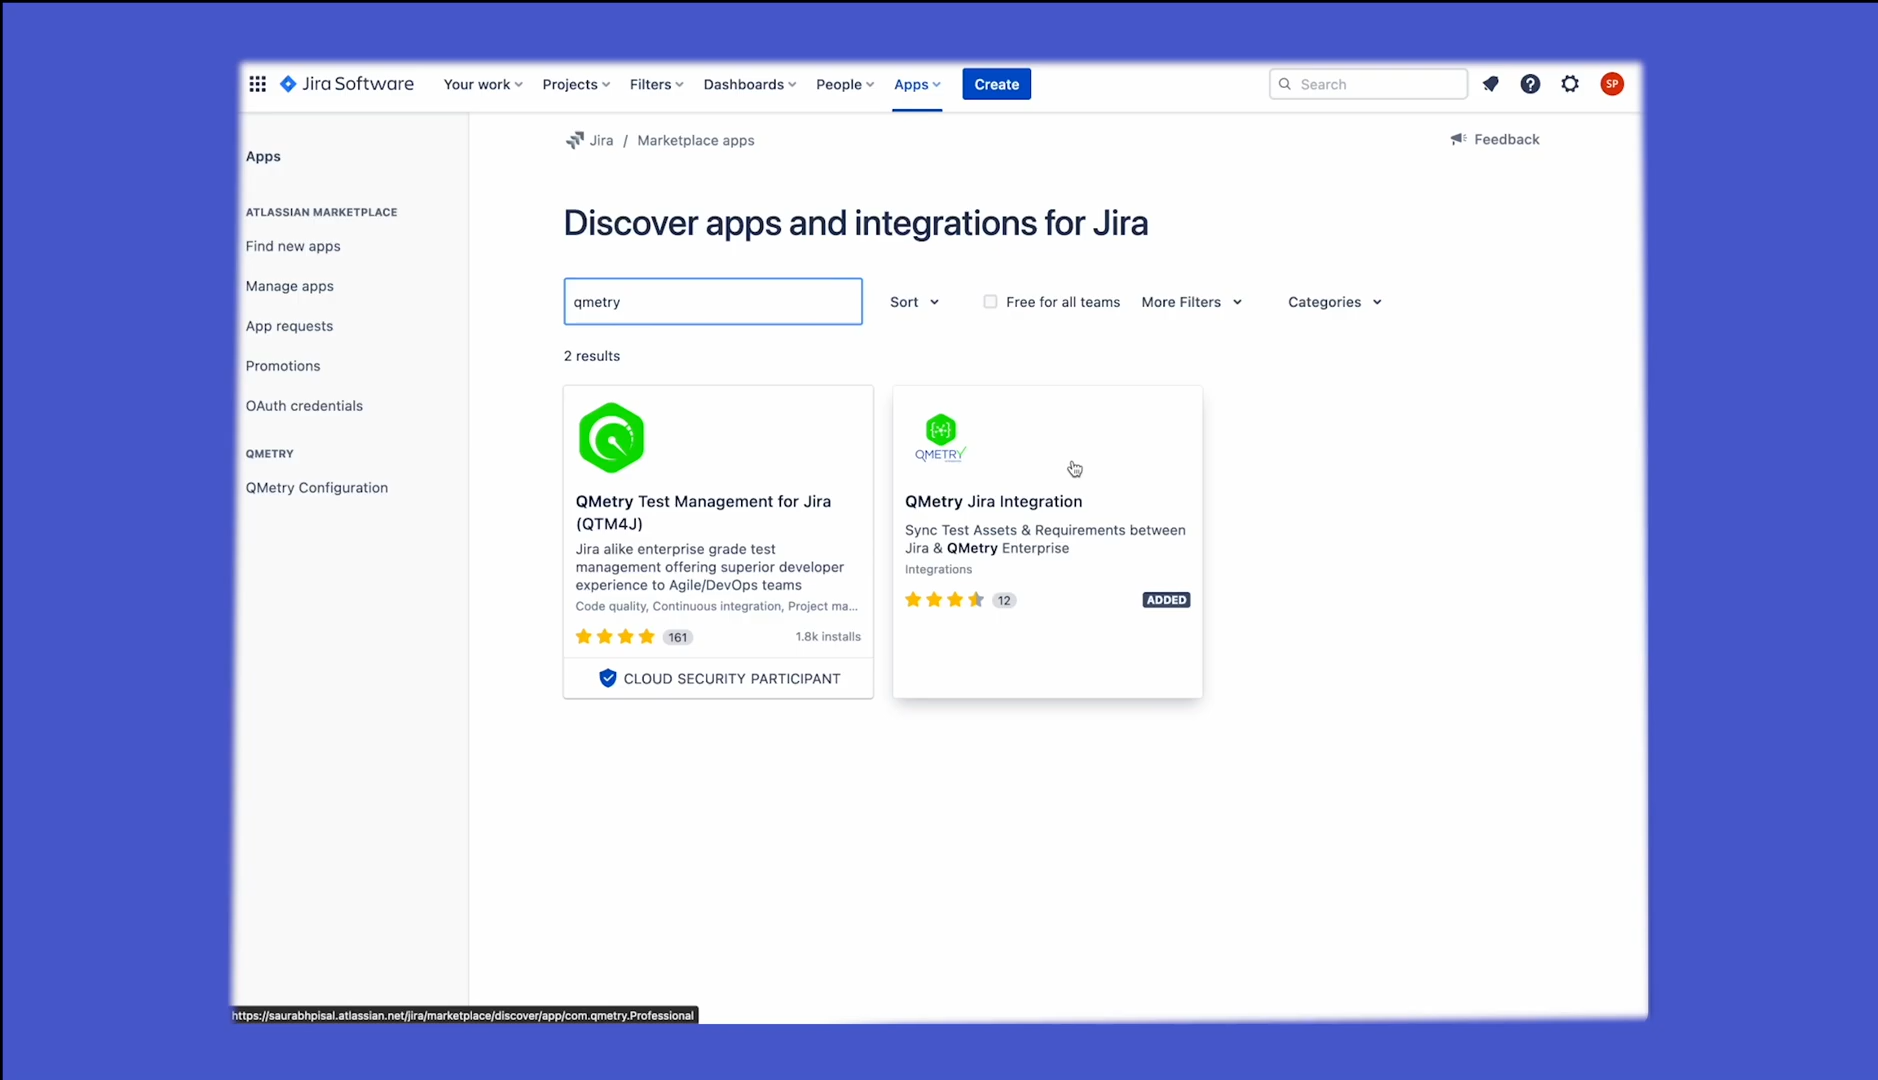 Jira Software
Your work
Projects
Filters
Dashboards
People
Apps
Create
Search
SP
Apps
ATLASSIAN MARKETPLACE
Find new apps
Manage apps
App requests
Promotions
OAuth credentials
QMETRY
QMetry Configuration
Jira / Marketplace apps
Feedback
Discover apps and integrations for Jira
qmetry
Sort
Free for all teams
More Filters
Categories
2 results
QMetry Test Management for Jira
(QTM4J)
Jira alike enterprise grade test
management offering superior developer
experience to Agile/DevOps teams
Code quality, Continuous integration, Project ma...
161
1.8k installs
CLOUD SECURITY PARTICIPANT
QMETRY
QMetry Jira Integration
Sync Test Assets & Requirements between
Jira & QMetry Enterprise
Integrations
12
ADDED
https://saurabhpisal.atlassian.net/jira/marketplace/discover/app/com.qmetry.Professional